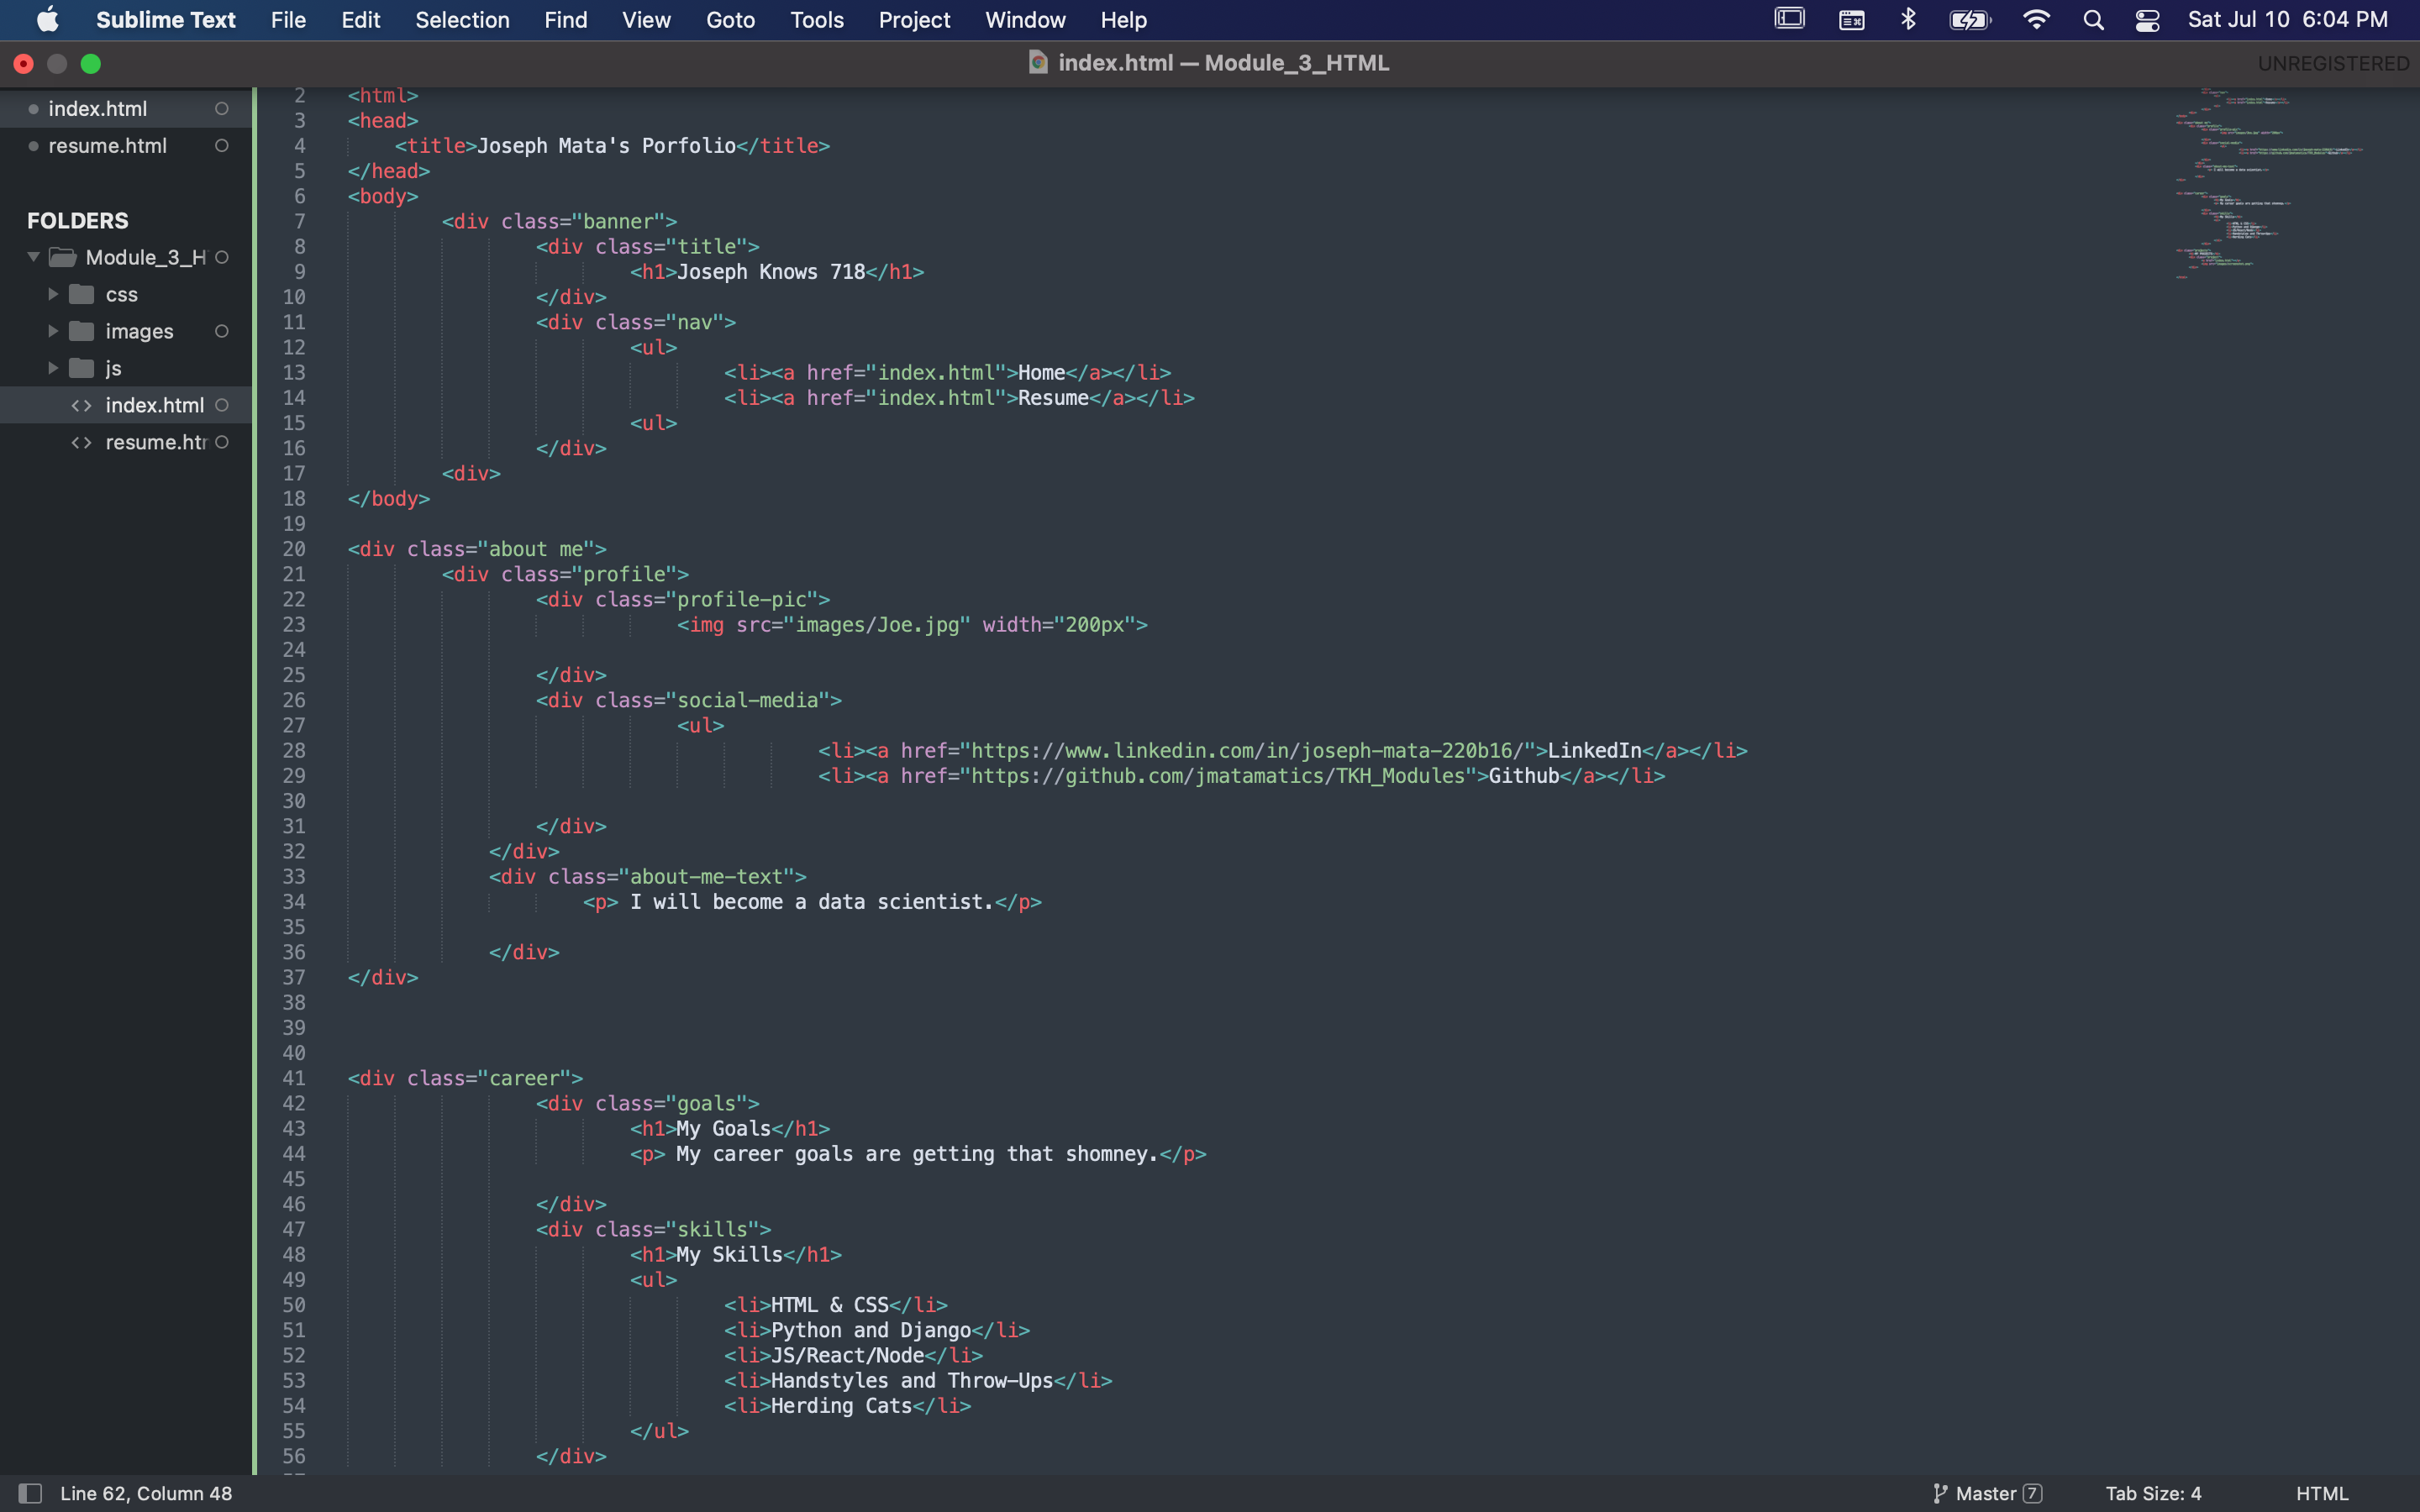 Sublime Text File Edit Selection Find View Goto Tools Project Window Help Sat Jul 10 6:04 PM
index.html — Module_3_HTML UNREGISTERED
index.html
resume.html
FOLDERS
Module_3_H
css
images
js
index.html
resume.htm
2 <html>
3 <head>
4 <title>Joseph Mata's Porfolio</title>
5 </head>
6 <body>
7 <div class="banner">
8 <div class="title">
9 <h1>Joseph Knows 718</h1>
10 </div>
11 <div class="nav">
12 <ul>
13 <li><a href="index.html">Home</a></li>
14 <li><a href="index.html">Resume</a></li>
15 <ul>
16 </div>
17 <div>
18 </body>
19
20 <div class="about me">
21 <div class="profile">
22 <div class="profile-pic">
23 <img src="images/Joe.jpg" width="200px">
24
25 </div>
26 <div class="social-media">
27 <ul>
28 <li><a href="https://www.linkedin.com/in/joseph-mata-220b16/">LinkedIn</a></li>
29 <li><a href="https://github.com/jmatamatics/TKH_Modules">Github</a></li>
30
31 </div>
32 </div>
33 <div class="about-me-text">
34 <p> I will become a data scientist.</p>
35
36 </div>
37 </div>
38
39
40
41 <div class="career">
42 <div class="goals">
43 <h1>My Goals</h1>
44 <p> My career goals are getting that shomney.</p>
45
46 </div>
47 <div class="skills">
48 <h1>My Skills</h1>
49 <ul>
50 <li>HTML & CSS</li>
51 <li>Python and Django</li>
52 <li>JS/React/Node</li>
53 <li>Handstyles and Throw-Ups</li>
54 <li>Herding Cats</li>
55 </ul>
56 </div>
Line 62, Column 48 Master 7 Tab Size: 4 HTML